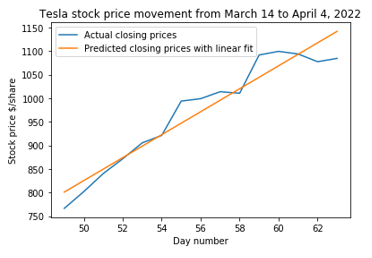 Tesla stock price movement from March 14 to April 4, 2022
Actual closing prices
Predicted closing prices with linear fit
Stock price $/share
1150
1100
1050
1000
950
900
850
800
750
50 52 54 56 58 60 62
Day number